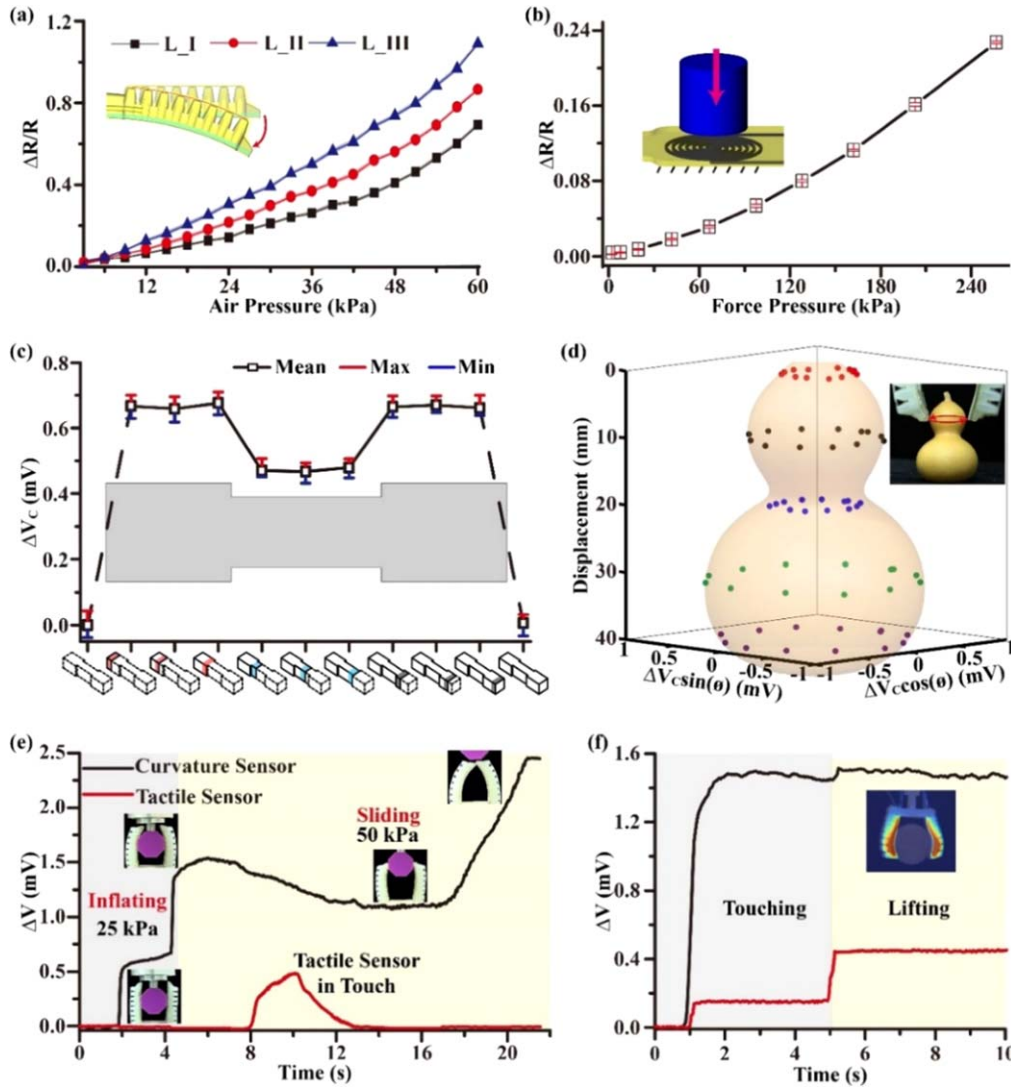 (a)
1.2
0.8
0.4
0.0
ΔR/R
L_I
L_II
L_III
12
24
36
48
60
Air Pressure (kPa)
(b)
0.24
0.16
0.08
0.00
ΔR/R
0
60
120
180
240
Force Pressure (kPa)
(c)
0.8
0.6
0.4
0.2
0.0
ΔV_C (mV)
Mean
Max
Min
(d)
0
10
20
30
40
Displacement (mm)
1
0.5
0
-0.5
-1
-1
-0.5
0
0.5
1
ΔV_Csin(ø) (mV)
ΔV_Ccos(ø) (mV)
(e)
2.5
2.0
1.5
1.0
0.5
0.0
ΔV (mV)
Curvature Sensor
Tactile Sensor
Inflating
25 kPa
Sliding
50 kPa
Tactile Sensor
in Touch
0
4
8
12
16
20
Time (s)
(f)
1.6
1.2
0.8
0.4
0.0
ΔV (mV)
Touching
Lifting
0
2
4
6
8
10
Time (s)